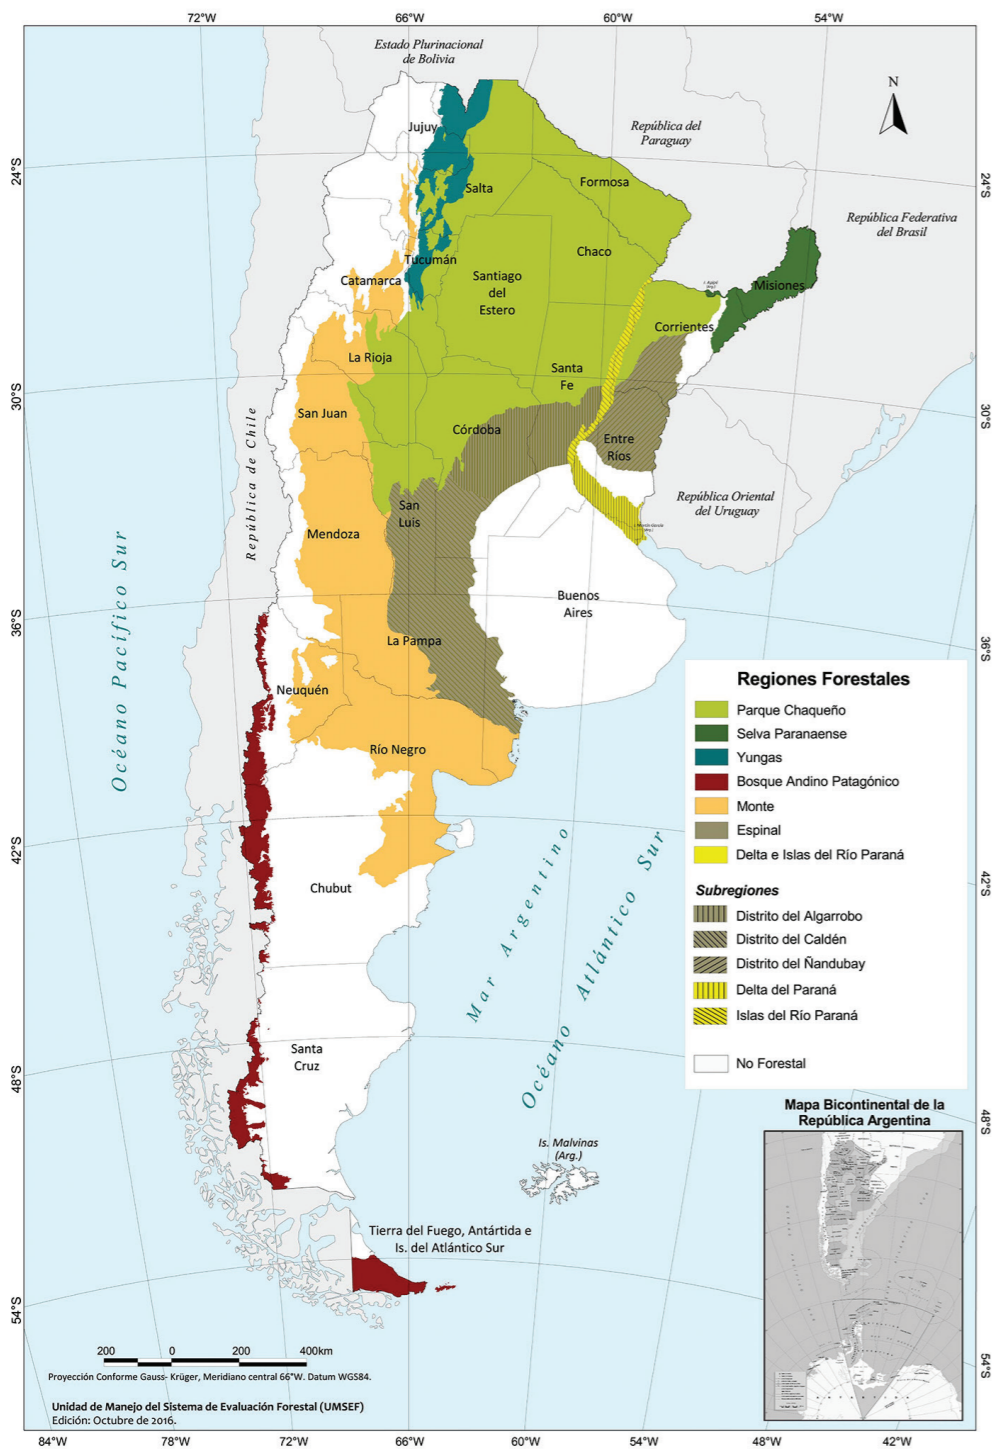 72°W
66°W
60°W
54°W
Estado Plurinacional
de Bolivia
N
República del
Paraguay
24°S
24°S
Jujuy
Salta
Formosa
República Federativa
del Brasil
Chaco
Tucumán
Catamarca
Santiago
del
Estero
Misiones
Corrientes
La Rioja
Santa
Fe
30°S
30°S
San Juan
Córdoba
Entre
Ríos
República de Chile
San
Luis
República Oriental
del Uruguay
Mendoza
Océano Pacífico Sur
Buenos
Aires
36°S
36°S
La Pampa
Neuquén
Río Negro
Regiones Forestales
Parque Chaqueño
Selva Paranaense
Yungas
Bosque Andino Patagónico
Monte
Espinal
Delta e Islas del Río Paraná
Subregiones
Distrito del Algarrobo
Distrito del Caldén
Distrito del Ñandubay
Delta del Paraná
Islas del Río Paraná
No Forestal
42°S
42°S
Chubut
Mar Argentino
Océano Atlántico Sur
Santa
Cruz
48°S
48°S
Mapa Bicontinental de la
República Argentina
Is. Malvinas
(Arg.)
Tierra del Fuego, Antártida e
Is. del Atlántico Sur
54°S
54°S
200 0 200 400km
Proyección Conforme Gauss- Krüger, Meridiano central 66°W. Datum WGS84.
Unidad de Manejo del Sistema de Evaluación Forestal (UMSEF)
Edición: Octubre de 2016.
84°W
78°W
72°W
66°W
60°W
54°W
48°W
42°W